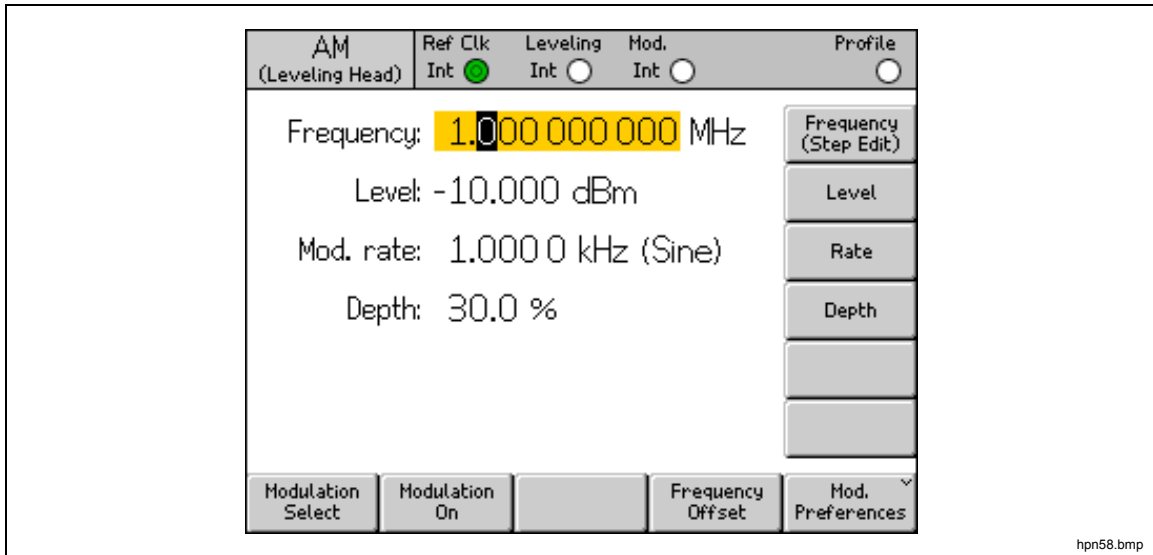 AM
(Leveling Head)
Ref Clk Leveling Mod. Profile
Int Int Int
Frequency: 1.000 000 000 MHz
Frequency
(Step Edit)
Level: -10.000 dBm
Level
Mod. rate: 1.000 0 kHz (Sine)
Rate
Depth: 30.0 %
Depth
Modulation
Select
Modulation
On
Frequency
Offset
Mod.
Preferences
hpn58.bmp